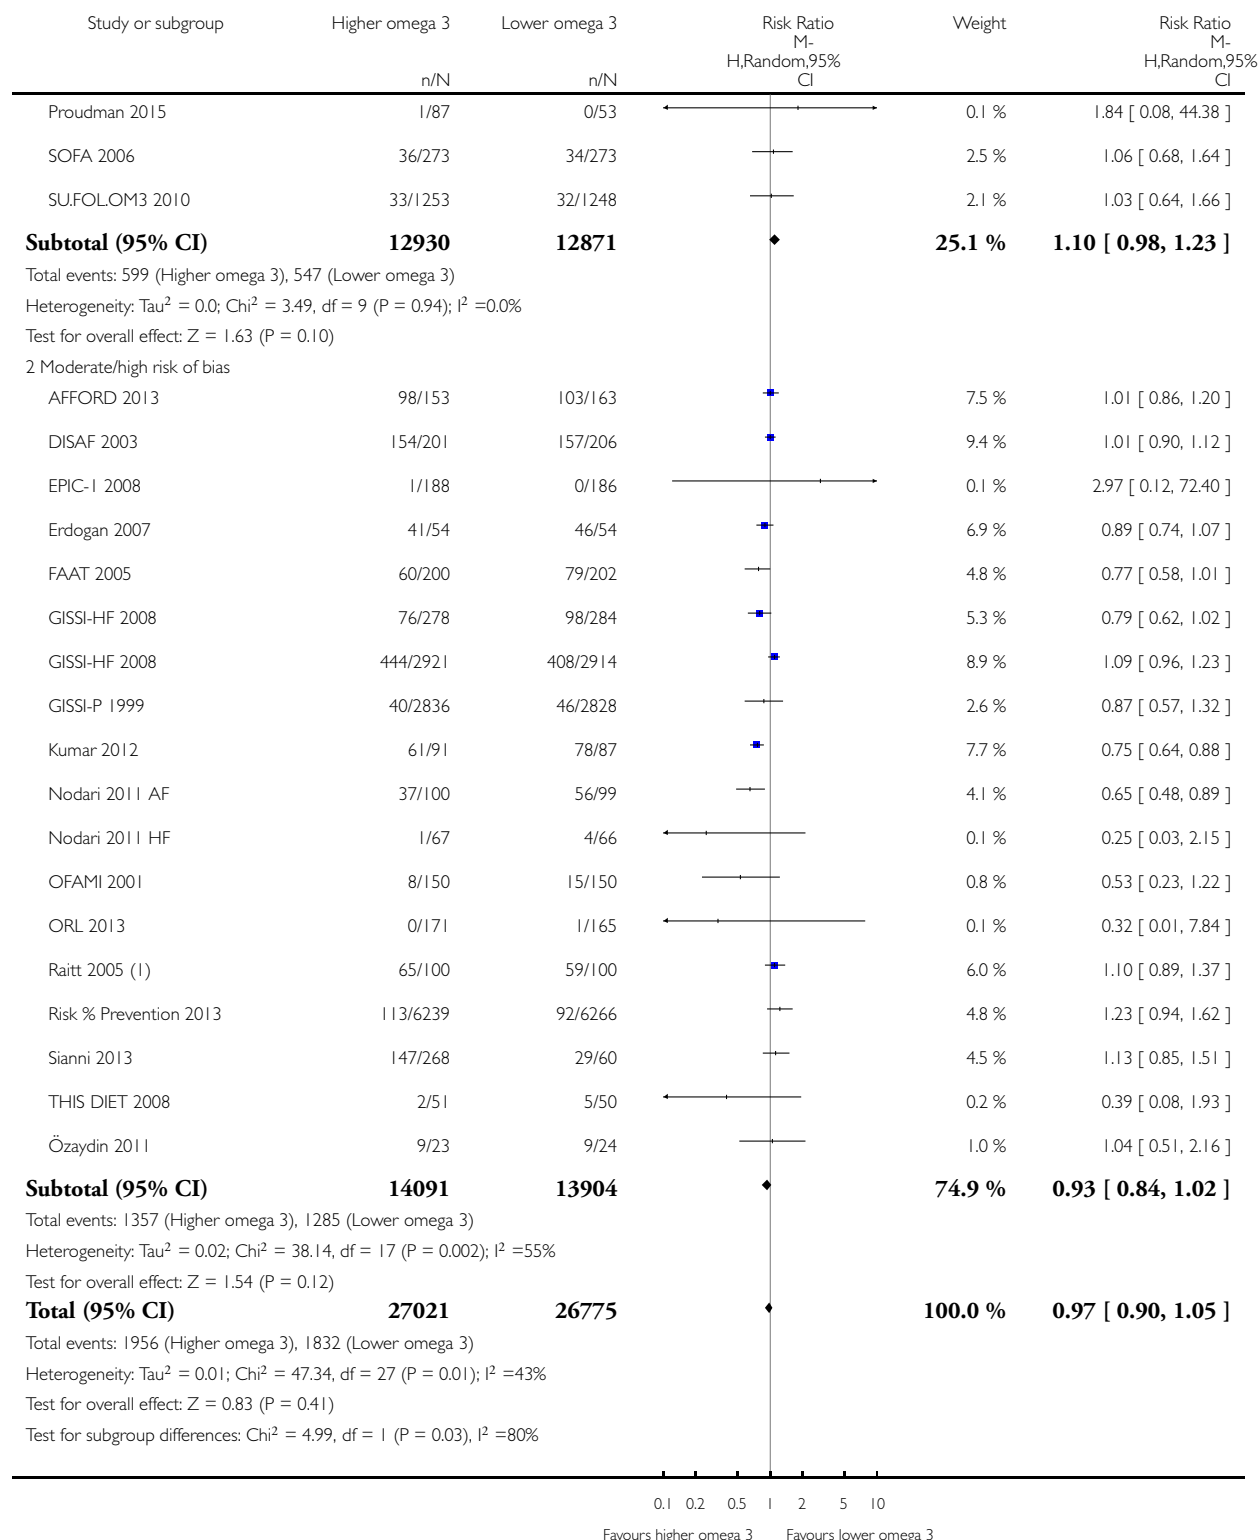 Study or subgroup Higher omega 3 Lower omega 3 Risk Ratio Weight Risk Ratio
M- M-
H,Random,95% H,Random,95%
n/N n/N CI CI
Proudman 2015 1/87 0/53 0.1 % 1.84 [ 0.08, 44.38 ]
SOFA 2006 36/273 34/273 2.5 % 1.06 [ 0.68, 1.64 ]
SU.FOL.OM3 2010 33/1253 32/1248 2.1 % 1.03 [ 0.64, 1.66 ]
Subtotal (95% CI) 12930 12871 25.1 % 1.10 [ 0.98, 1.23 ]
Total events: 599 (Higher omega 3), 547 (Lower omega 3)
Heterogeneity: Tau² = 0.0; Chi² = 3.49, df = 9 (P = 0.94); I² =0.0%
Test for overall effect: Z = 1.63 (P = 0.10)
2 Moderate/high risk of bias
AFFORD 2013 98/153 103/163 7.5 % 1.01 [ 0.86, 1.20 ]
DISAF 2003 154/201 157/206 9.4 % 1.01 [ 0.90, 1.12 ]
EPIC-1 2008 1/188 0/186 0.1 % 2.97 [ 0.12, 72.40 ]
Erdogan 2007 41/54 46/54 6.9 % 0.89 [ 0.74, 1.07 ]
FAAT 2005 60/200 79/202 4.8 % 0.77 [ 0.58, 1.01 ]
GISSI-HF 2008 76/278 98/284 5.3 % 0.79 [ 0.62, 1.02 ]
GISSI-HF 2008 444/2921 408/2914 8.9 % 1.09 [ 0.96, 1.23 ]
GISSI-P 1999 40/2836 46/2828 2.6 % 0.87 [ 0.57, 1.32 ]
Kumar 2012 61/91 78/87 7.7 % 0.75 [ 0.64, 0.88 ]
Nodari 2011 AF 37/100 56/99 4.1 % 0.65 [ 0.48, 0.89 ]
Nodari 2011 HF 1/67 4/66 0.1 % 0.25 [ 0.03, 2.15 ]
OFAMI 2001 8/150 15/150 0.8 % 0.53 [ 0.23, 1.22 ]
ORL 2013 0/171 1/165 0.1 % 0.32 [ 0.01, 7.84 ]
Raitt 2005 (1) 65/100 59/100 6.0 % 1.10 [ 0.89, 1.37 ]
Risk % Prevention 2013 113/6239 92/6266 4.8 % 1.23 [ 0.94, 1.62 ]
Sianni 2013 147/268 29/60 4.5 % 1.13 [ 0.85, 1.51 ]
THIS DIET 2008 2/51 5/50 0.2 % 0.39 [ 0.08, 1.93 ]
Özaydin 2011 9/23 9/24 1.0 % 1.04 [ 0.51, 2.16 ]
Subtotal (95% CI) 14091 13904 74.9 % 0.93 [ 0.84, 1.02 ]
Total events: 1357 (Higher omega 3), 1285 (Lower omega 3)
Heterogeneity: Tau² = 0.02; Chi² = 38.14, df = 17 (P = 0.002); I² =55%
Test for overall effect: Z = 1.54 (P = 0.12)
Total (95% CI) 27021 26775 100.0 % 0.97 [ 0.90, 1.05 ]
Total events: 1956 (Higher omega 3), 1832 (Lower omega 3)
Heterogeneity: Tau² = 0.01; Chi² = 47.34, df = 27 (P = 0.01); I² =43%
Test for overall effect: Z = 0.83 (P = 0.41)
Test for subgroup differences: Chi² = 4.99, df = 1 (P = 0.03), I² =80%
0.1 0.2 0.5 1 2 5 10
Favours higher omega 3 Favours lower omega 3